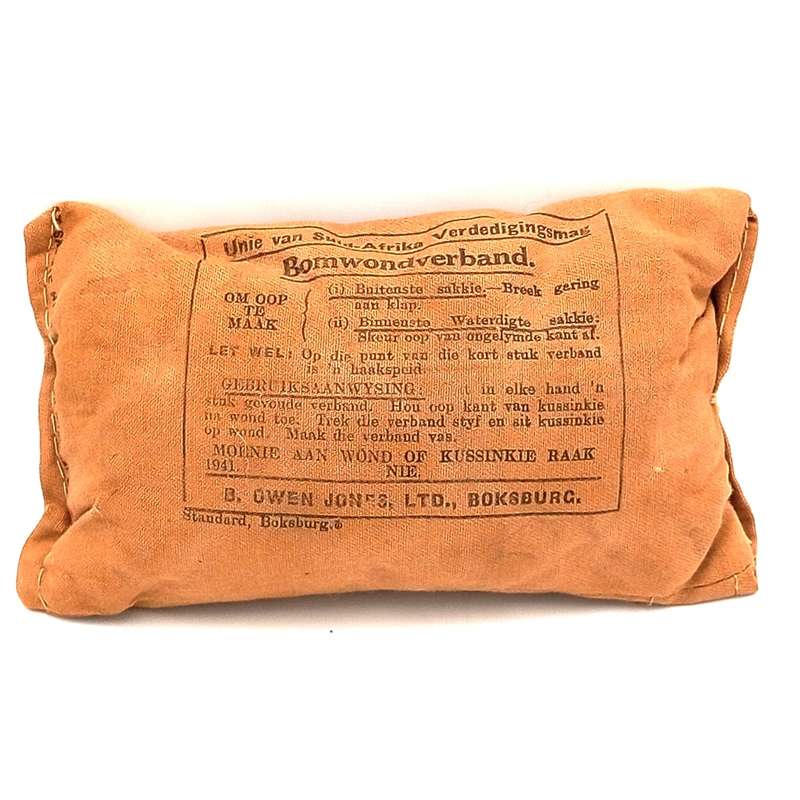 Unie van Suid-Afrika Verdedigingsmag
Bomwondverband.
OM OOP TE MAAK
(i) Buitenste sakkie.—Breek gering aan klap.
(ii) Binnenste Waterdigte sakkie: Skeur oop van ongelymde kant af.
LET WEL: Op die punt van die kort stuk verband
is 'n haakspeld.
GEBRUIKSAANWYSING: in elke hand 'n
stuk gevoude verband. Hou oop kant van kussinkie
na wond toe. Trek die verband styf en sit kussinkie
op wond. Maak die verband vas.
MOENIE AAN WOND OF KUSSINKIE RAAK
1941. NIE.
B. OWEN JONES, LTD., BOKSBURG.
Standard, Boksburg.